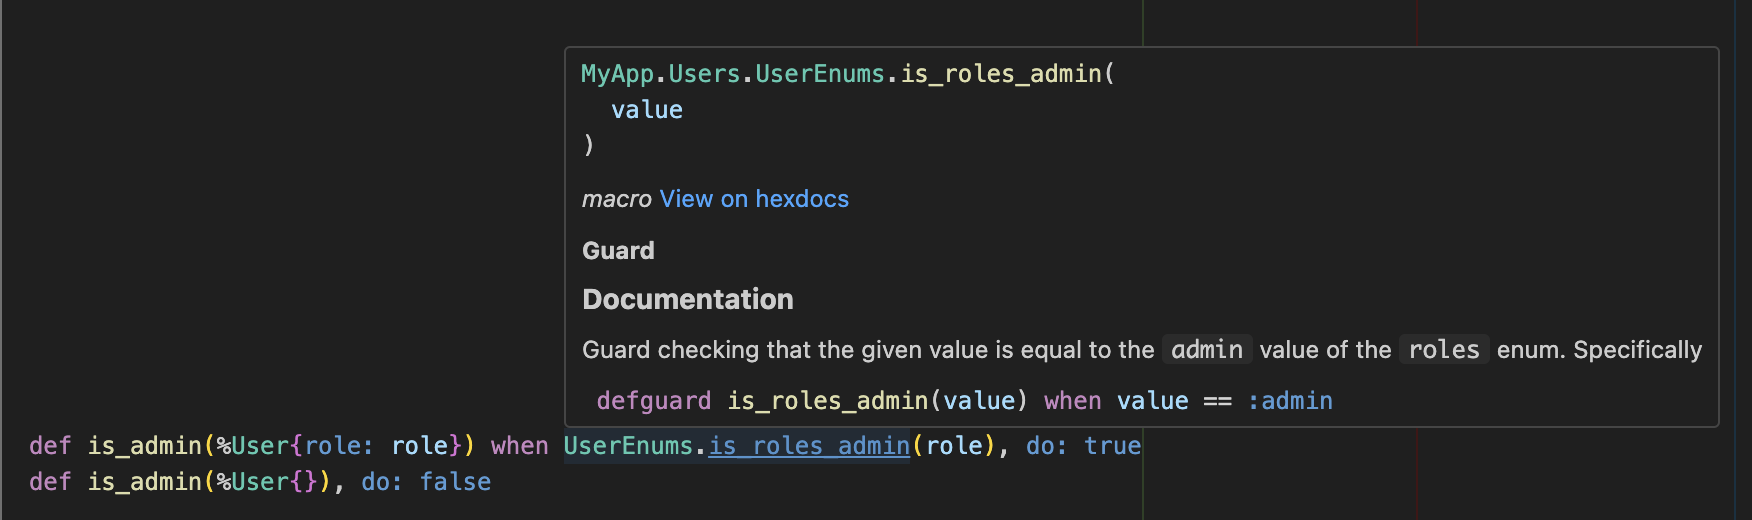 MyApp.Users.UserEnums.is_roles_admin(
  value
)
macro View on hexdocs
Guard
Documentation
Guard checking that the given value is equal to the admin value of the roles enum. Specifically
defguard is_roles_admin(value) when value == :admin
def is_admin(%User{role: role}) when UserEnums.is_roles_admin(role), do: true
def is_admin(%User{}), do: false